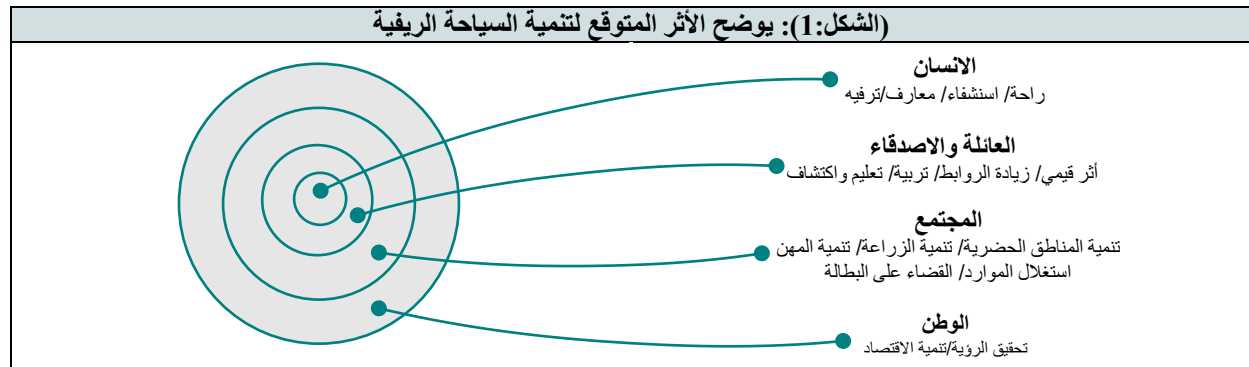 (الشكل:1): يوضح الأثر المتوقع لتنمية السياحة الريفية
الانسان
راحة/ استشفاء/ معارف/ترفيه
العائلة والاصدقاء
أثر قيمي/ زيادة الروابط/ تربية/ تعليم واكتشاف
المجتمع
تنمية المناطق الحضرية/ تنمية الزراعة/ تنمية المهن
استغلال الموارد/ القضاء على البطالة
الوطن
تحقيق الرؤية/تنمية الاقتصاد